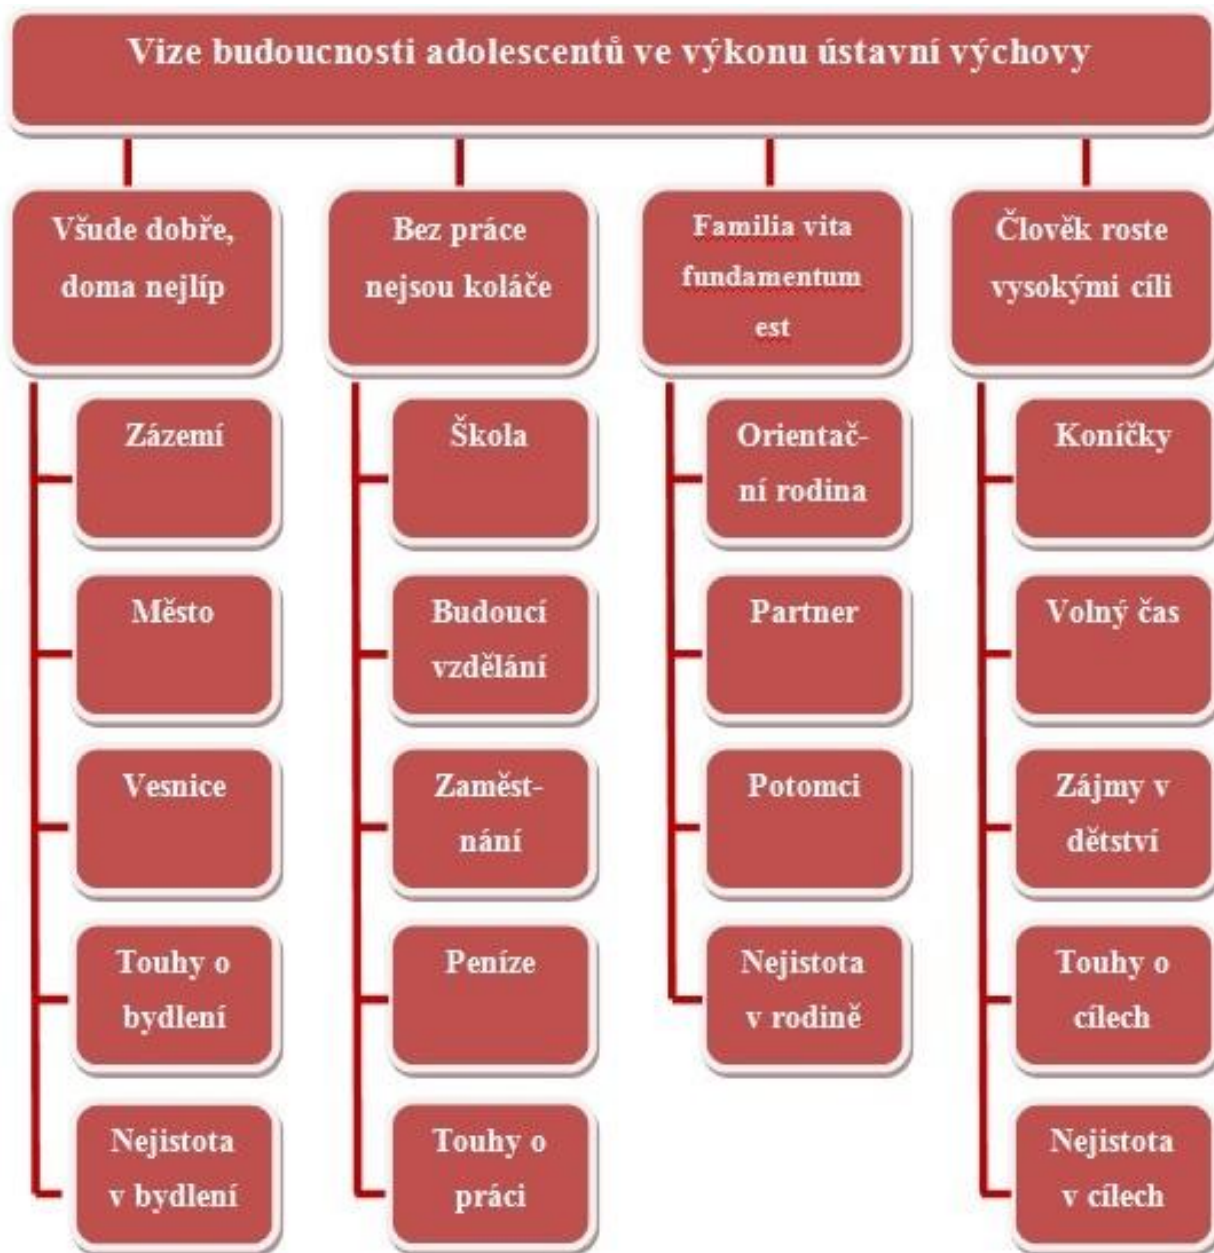 Vize budoucnosti adolescentů ve výkonu ústavní výchovy
Všude dobře,
doma nejlíp
Zázemí
Město
Vesnice
Touhy o
bydlení
Nejistota
v bydlení
Bez práce
nejsou koláče
Škola
Budoucí
vzdělání
Zaměst-
nání
Peníze
Touhy o
práci
Familia vita
fundamentum
est
Orientač-
ní rodina
Partner
Potomci
Nejistota
v rodině
Člověk roste
vysokými cíli
Koníčky
Volný čas
Zájmy v
dětství
Touhy o
cílech
Nejistota
v cílech